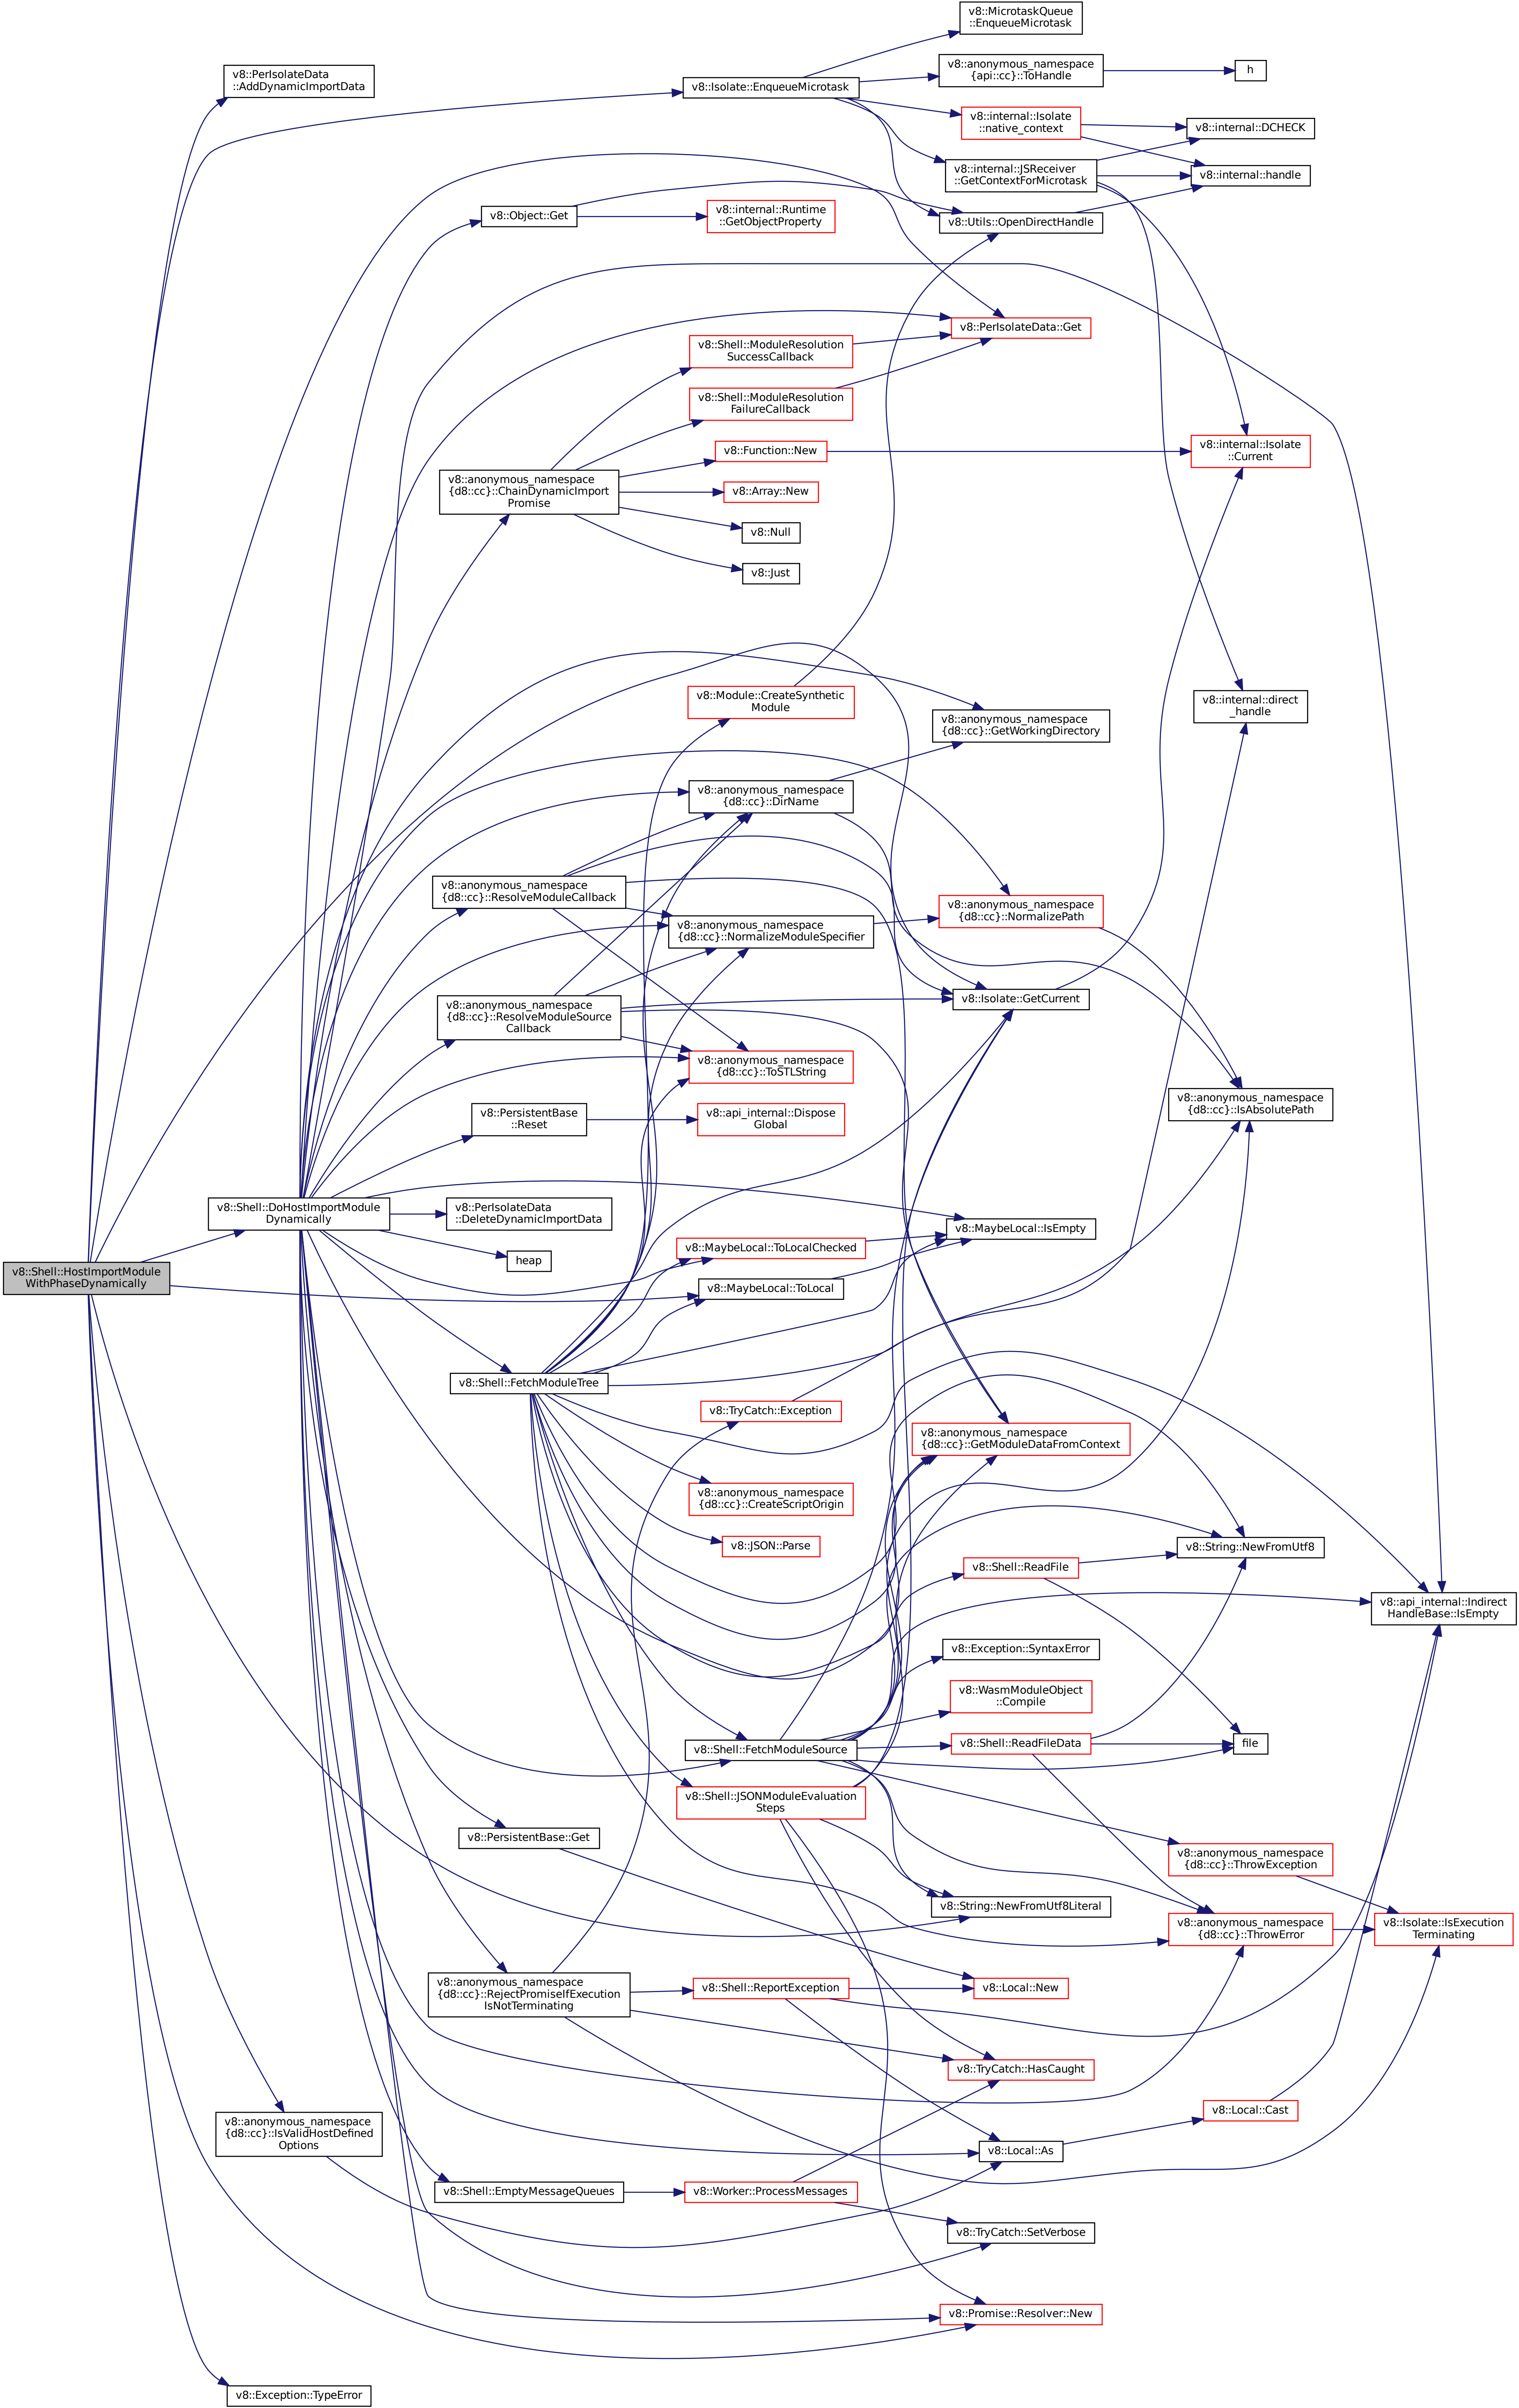 v8::MicrotaskQueue
::EnqueueMicrotask
v8::PerIsolateData
::AddDynamicImportData
v8::Isolate::EnqueueMicrotask
v8::anonymous_namespace
{api::cc}::ToHandle
h
v8::internal::Isolate
::native_context
v8::internal::DCHECK
v8::internal::JSReceiver
::GetContextForMicrotask
v8::internal::handle
v8::Object::Get
v8::internal::Runtime
::GetObjectProperty
v8::Utils::OpenDirectHandle
v8::PerIsolateData::Get
v8::Shell::ModuleResolution
SuccessCallback
v8::Shell::ModuleResolution
FailureCallback
v8::Function::New
v8::internal::Isolate
::Current
v8::anonymous_namespace
{d8::cc}::ChainDynamicImport
Promise
v8::Array::New
v8::Null
v8::Just
v8::Module::CreateSynthetic
Module
v8::internal::direct
_handle
v8::anonymous_namespace
{d8::cc}::GetWorkingDirectory
v8::anonymous_namespace
{d8::cc}::DirName
v8::anonymous_namespace
{d8::cc}::ResolveModuleCallback
v8::anonymous_namespace
{d8::cc}::NormalizePath
v8::anonymous_namespace
{d8::cc}::NormalizeModuleSpecifier
v8::anonymous_namespace
{d8::cc}::ResolveModuleSource
Callback
v8::Isolate::GetCurrent
v8::anonymous_namespace
{d8::cc}::ToSTLString
v8::anonymous_namespace
{d8::cc}::IsAbsolutePath
v8::PersistentBase
::Reset
v8::api_internal::Dispose
Global
v8::Shell::DoHostImportModule
Dynamically
v8::PerIsolateData
::DeleteDynamicImportData
v8::MaybeLocal::IsEmpty
v8::MaybeLocal::ToLocalChecked
heap
v8::Shell::HostImportModule
WithPhaseDynamically
v8::MaybeLocal::ToLocal
v8::Shell::FetchModuleTree
v8::TryCatch::Exception
v8::anonymous_namespace
{d8::cc}::GetModuleDataFromContext
v8::anonymous_namespace
{d8::cc}::CreateScriptOrigin
v8::JSON::Parse
v8::String::NewFromUtf8
v8::Shell::ReadFile
v8::api_internal::Indirect
HandleBase::IsEmpty
v8::Exception::SyntaxError
v8::WasmModuleObject
::Compile
v8::Shell::FetchModuleSource
v8::Shell::ReadFileData
file
v8::Shell::JSONModuleEvaluation
Steps
v8::PersistentBase::Get
v8::anonymous_namespace
{d8::cc}::ThrowException
v8::String::NewFromUtf8Literal
v8::anonymous_namespace
{d8::cc}::ThrowError
v8::Isolate::IsExecution
Terminating
v8::anonymous_namespace
{d8::cc}::RejectPromiseIfExecution
IsNotTerminating
v8::Shell::ReportException
v8::Local::New
v8::TryCatch::HasCaught
v8::Local::Cast
v8::anonymous_namespace
{d8::cc}::IsValidHostDefined
Options
v8::Local::As
v8::Shell::EmptyMessageQueues
v8::Worker::ProcessMessages
v8::TryCatch::SetVerbose
v8::Promise::Resolver::New
v8::Exception::TypeError